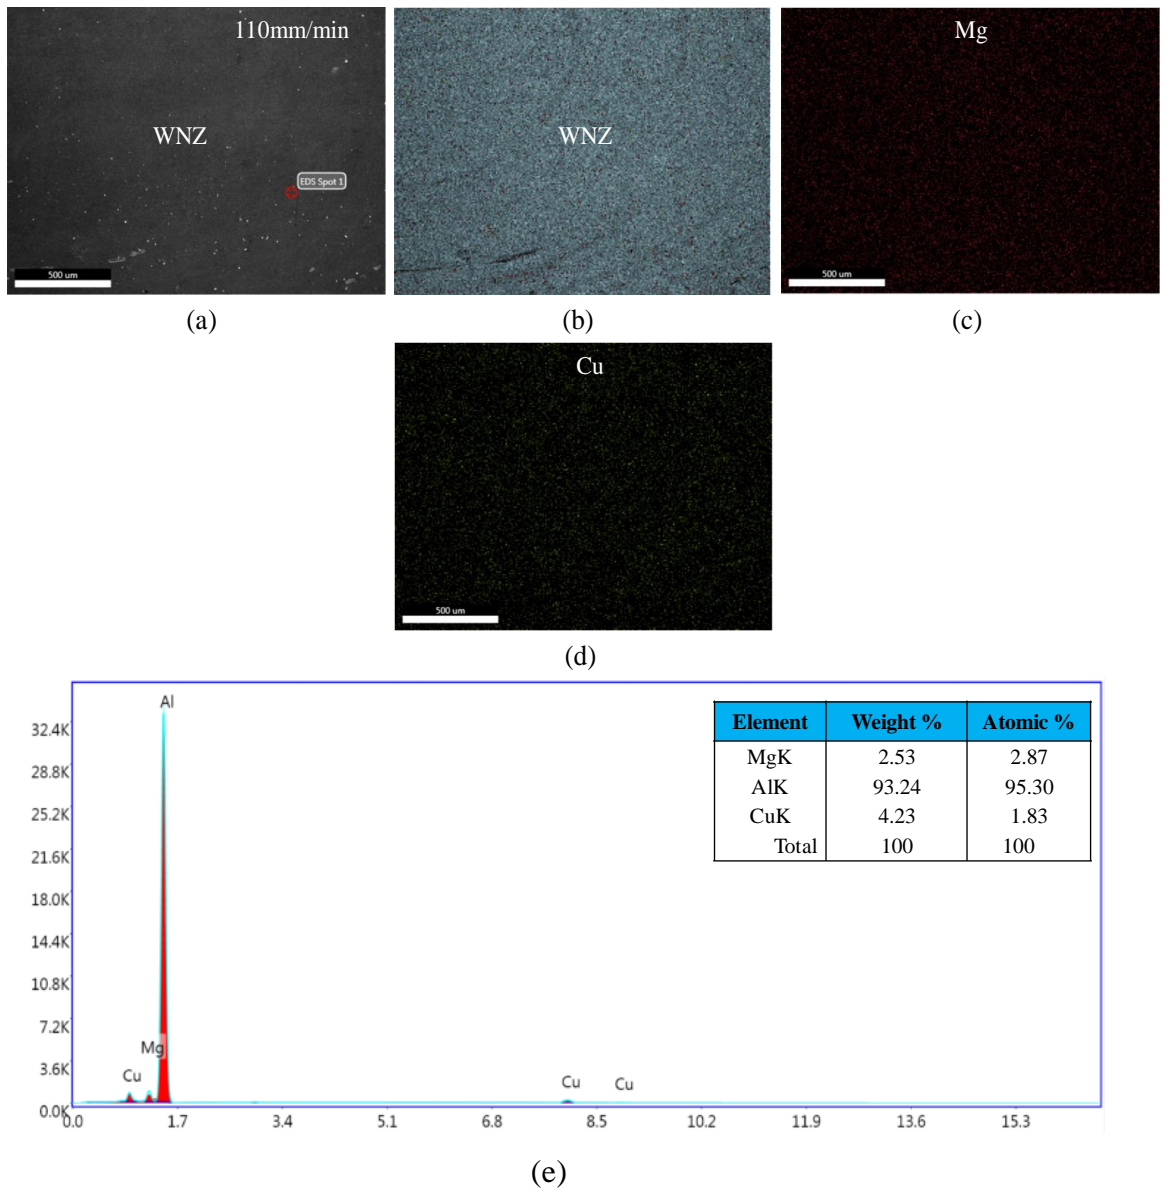 110mm/min
WNZ
EDS Spot 1
500 um
(a)
WNZ
(b)
Mg
500 um
(c)
Cu
500 um
(d)
Al
32.4K
28.8K
25.2K
21.6K
18.0K
14.4K
10.8K
7.2K
3.6K
0.0K
Mg
Cu
Cu
Cu
0.0 1.7 3.4 5.1 6.8 8.5 10.2 11.9 13.6 15.3
Element Weight % Atomic %
MgK 2.53 2.87
AlK 93.24 95.30
CuK 4.23 1.83
Total 100 100
(e)